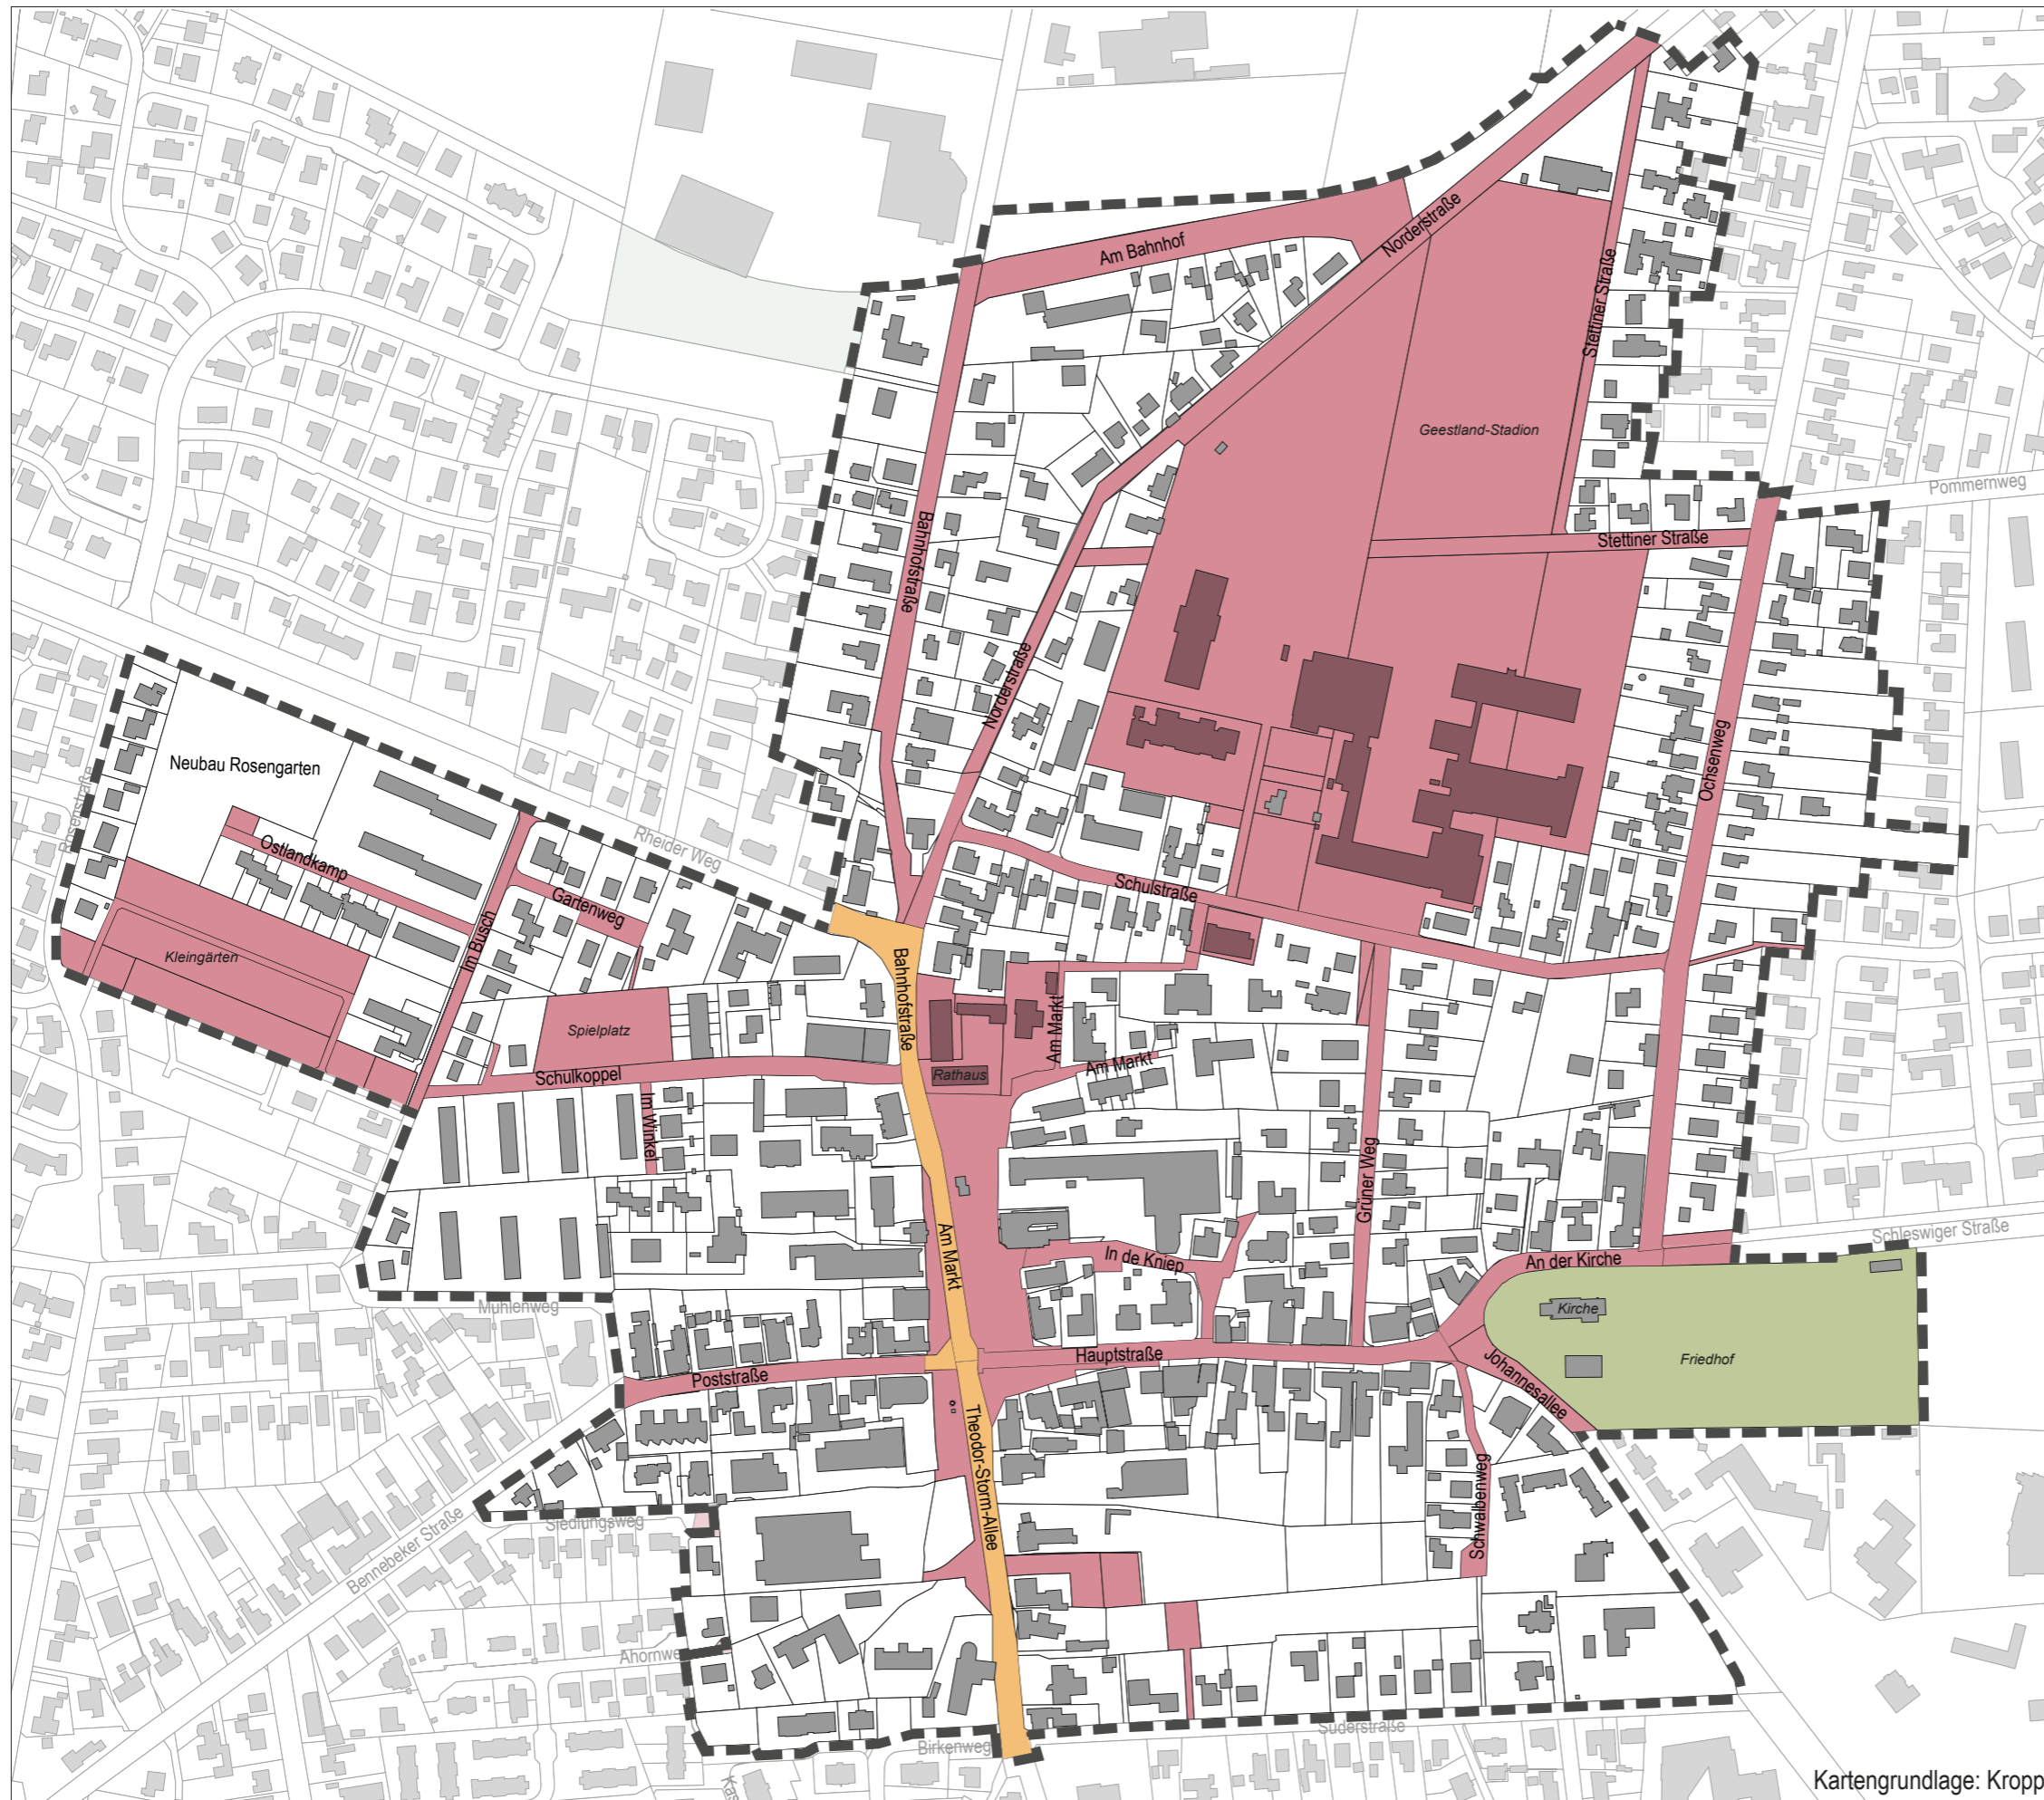 Am Bahnhof
Norderstraße
Stettiner Straße
Geestland-Stadion
Pommernweg
Bahnhofstraße
Stettiner Straße
Norderstraße
Ochsenweg
Neubau Rosengarten
Rosenstraße
Rheider Weg
Ostlandkamp
Gartenweg
Schulstraße
Im Busch
Kleingärten
Bahnhofstraße
Spielplatz
Am Markt
Schulkoppel
Rathaus
Am Markt
Im Winkel
Grüner Weg
Am Markt
In de Kniep
An der Kirche
Schleswiger Straße
Mühlenweg
Kirche
Friedhof
Hauptstraße
Poststraße
Johannesallee
Theodor-Storm-Allee
Schwalbenweg
Siedlungsweg
Bennebeker Straße
Ahornweg
Süderstraße
Birkenweg
Kas
Kartengrundlage: Kropp